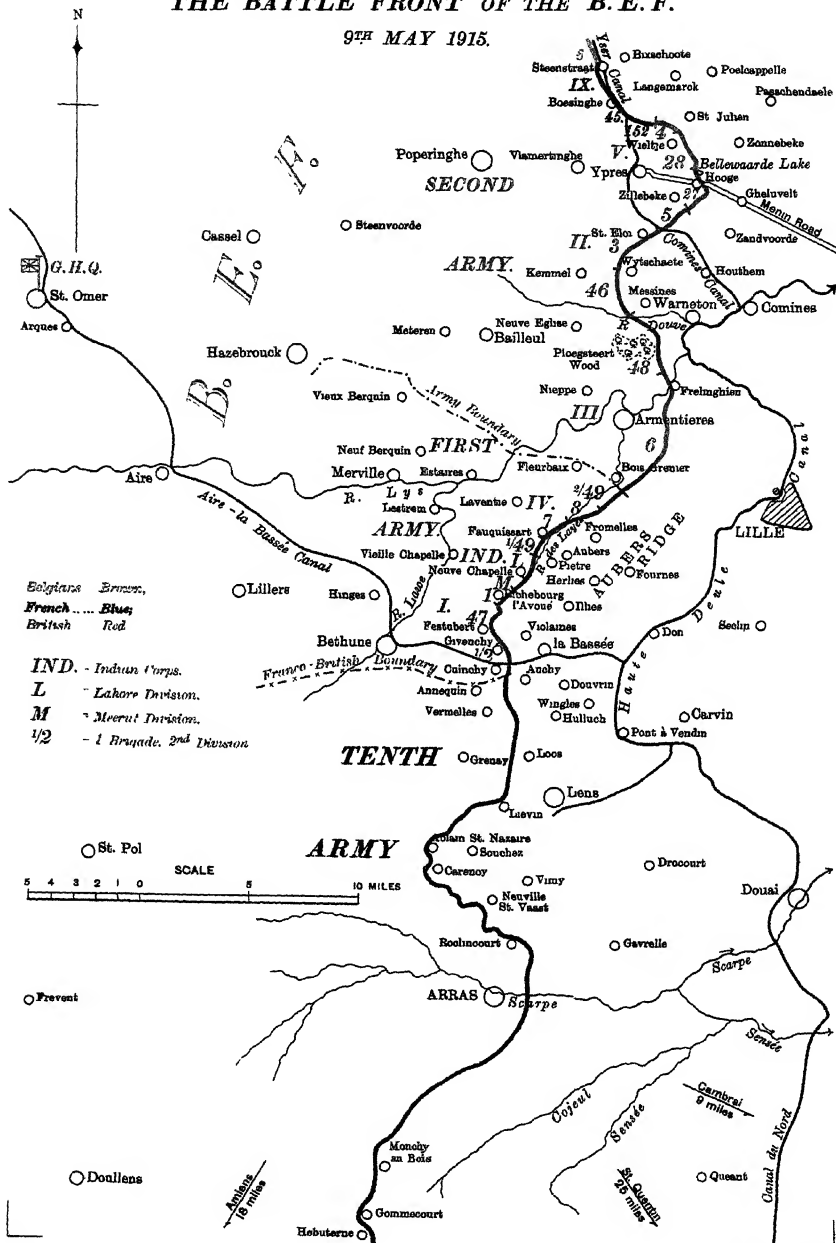 THE BATTLE FRONT OF THE B.E.F.
9TH MAY 1915.
N
Yser
Canal
6
Steenstraat
Bixschoote
Langemarck
Poelcappelle
Passchendaele
IX.
Boesinghe
45.
152
4
St Julien
Wieltje
Zonnebeke
Poperinghe
Vlamertinghe
V.
Ypres
28
Bellewaarde Lake
Hooge
SECOND
Zillebeke
27
Gheluvelt
Menin Road
5
Steenvoorde
Cassel
II.
St. Eloi
3
Comines
Canal
Zandvoorde
G.H.Q.
St. Omer
ARMY.
Kemmel
Wytschaete
Houthem
46
Messines
Warneton
Comines
Arques
Meteren
Neuve Eglise
Bailleul
R. Douve
Hazebrouck
Ploegsteert
Wood
48
B. E. F.
Vieux Berquin
Army Boundary
Nieppe
Frelinghien
III
Armentieres
6
Canal
Neuf Berquin
FIRST
Aire
Merville
Estaires
Fleurbaix
Bois Grenier
R. Lys
Lestrem
Laventie
IV.
2/49
8
LILLE
Aire-la Bassée Canal
ARMY.
Fauquissart
7
Fromelles
R. des Layes
1/49
Vieille Chapelle
IND.
L
Aubers
Pietre
AUBERS
RIDGE
Neuve Chapelle
Herlies
Fournes
M
Lillers
Hinges
R. Lawe
I.
1
Richebourg
l'Avoué
Illies
Haute Deule
47
Festubert
Violaines
Don
Seclin
Bethune
Givenchy
1/2
la Bassée
Belgians Brown,
French .... Blue,
British Red
IND. - Indian Corps.
L " Lahore Division.
M " Meerut Division.
1/2 - 1 Brigade. 2nd Division
Franco-British Boundary
Cuinchy
Auchy
Annequin
Douvrin
Vermelles
Wingles
Hulluch
Carvin
Pont à Vendin
TENTH
Grenay
Loos
Lens
Lievin
St. Pol
ARMY
Ablain St. Nazaire
Souchez
Carency
Vimy
Drocourt
SCALE
5 4 3 2 1 0 5 10 MILES
Neuville
St. Vaast
Douai
Roclincourt
Gavrelle
Scarpe
Frevent
ARRAS
Scarpe
Sensée
Cojeul
Sensée
Cambrai
9 miles
Canal du Nord
Monchy
au Bois
Doullens
Amiens
18 miles
St. Quentin
25 miles
Queant
Gommecourt
Hebuterne